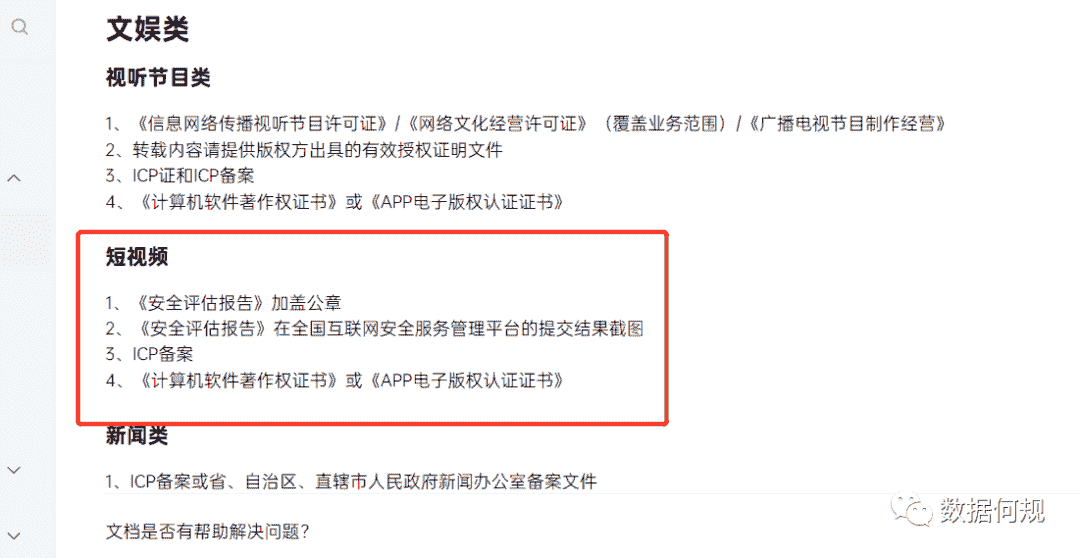 文娱类
视听节目类
1、《信息网络传播视听节目许可证》/《网络文化经营许可证》（覆盖业务范围）/《广播电视节目制作经营》
2、转载内容请提供版权方出具的有效授权证明文件
3、ICP证和ICP备案
4、《计算机软件著作权证书》或《APP电子版权认证证书》
短视频
1、《安全评估报告》加盖公章
2、《安全评估报告》在全国互联网安全服务管理平台的提交结果截图
3、ICP备案
4、《计算机软件著作权证书》或《APP电子版权认证证书》
新闻类
1、ICP备案或省、自治区、直辖市人民政府新闻办公室备案文件
数据何规
文档是否有帮助解决问题？